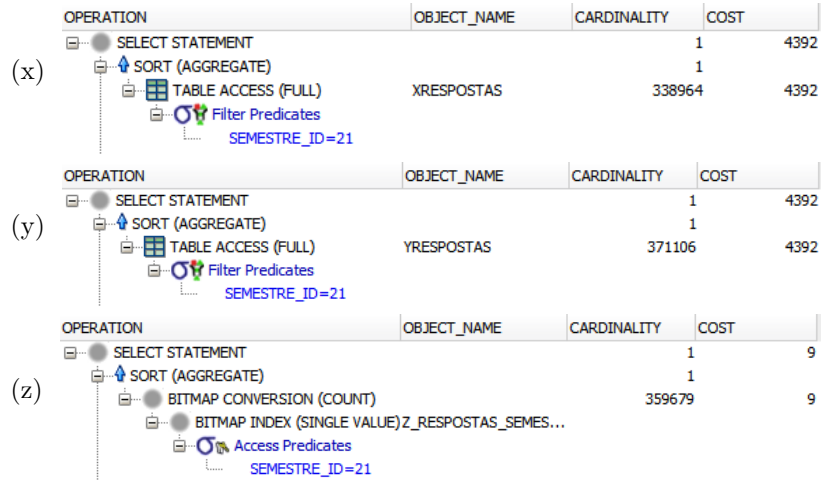 OPERATION OBJECT_NAME CARDINALITY COST
SELECT STATEMENT 1 4392
SORT (AGGREGATE) 1
(x)
TABLE ACCESS (FULL) XRESPOSTAS 338964 4392
Filter Predicates
SEMESTRE_ID=21
OPERATION OBJECT_NAME CARDINALITY COST
SELECT STATEMENT 1 4392
SORT (AGGREGATE) 1
(y)
TABLE ACCESS (FULL) YRESPOSTAS 371106 4392
Filter Predicates
SEMESTRE_ID=21
OPERATION OBJECT_NAME CARDINALITY COST
SELECT STATEMENT 1 9
SORT (AGGREGATE) 1
(z)
BITMAP CONVERSION (COUNT) 359679 9
BITMAP INDEX (SINGLE VALUE) Z_RESPOSTAS_SEMES...
Access Predicates
SEMESTRE_ID=21